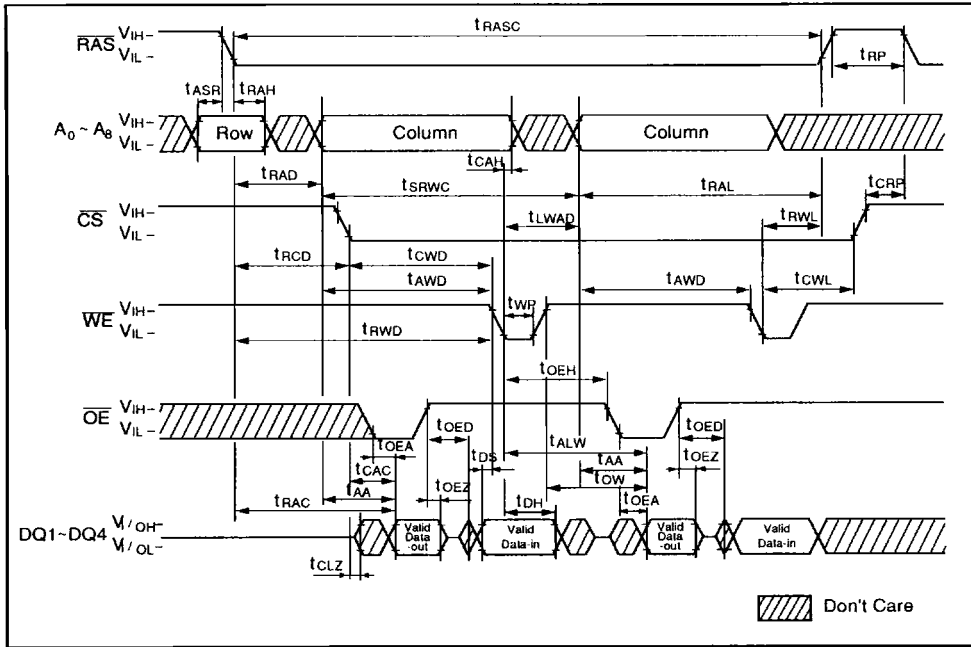 RAS VIH –
VIL –
tRASC
tRP
tASR tRAH
A0 ~ A8 VIH –
VIL –
Row Column Column
tCAH
tRAD tSRWC tRAL tCRP
CS VIH –
VIL –
tLWAD tRWL
tRCD tCWD tCWL
tAWD tWP tAWD
WE VIH –
VIL –
tRWD
tOEH
OE VIH –
VIL –
tOED tALW tOED
tOEA tDS tAA
tCAC tOEZ tOW tOEZ
tAA tOEA
tRAC tDH
DQ1~DQ4 VI/OH–
VI/OL–
Valid Data -out
Valid Data-in
Valid Data -out
Valid Data-in
tCLZ
Don't Care